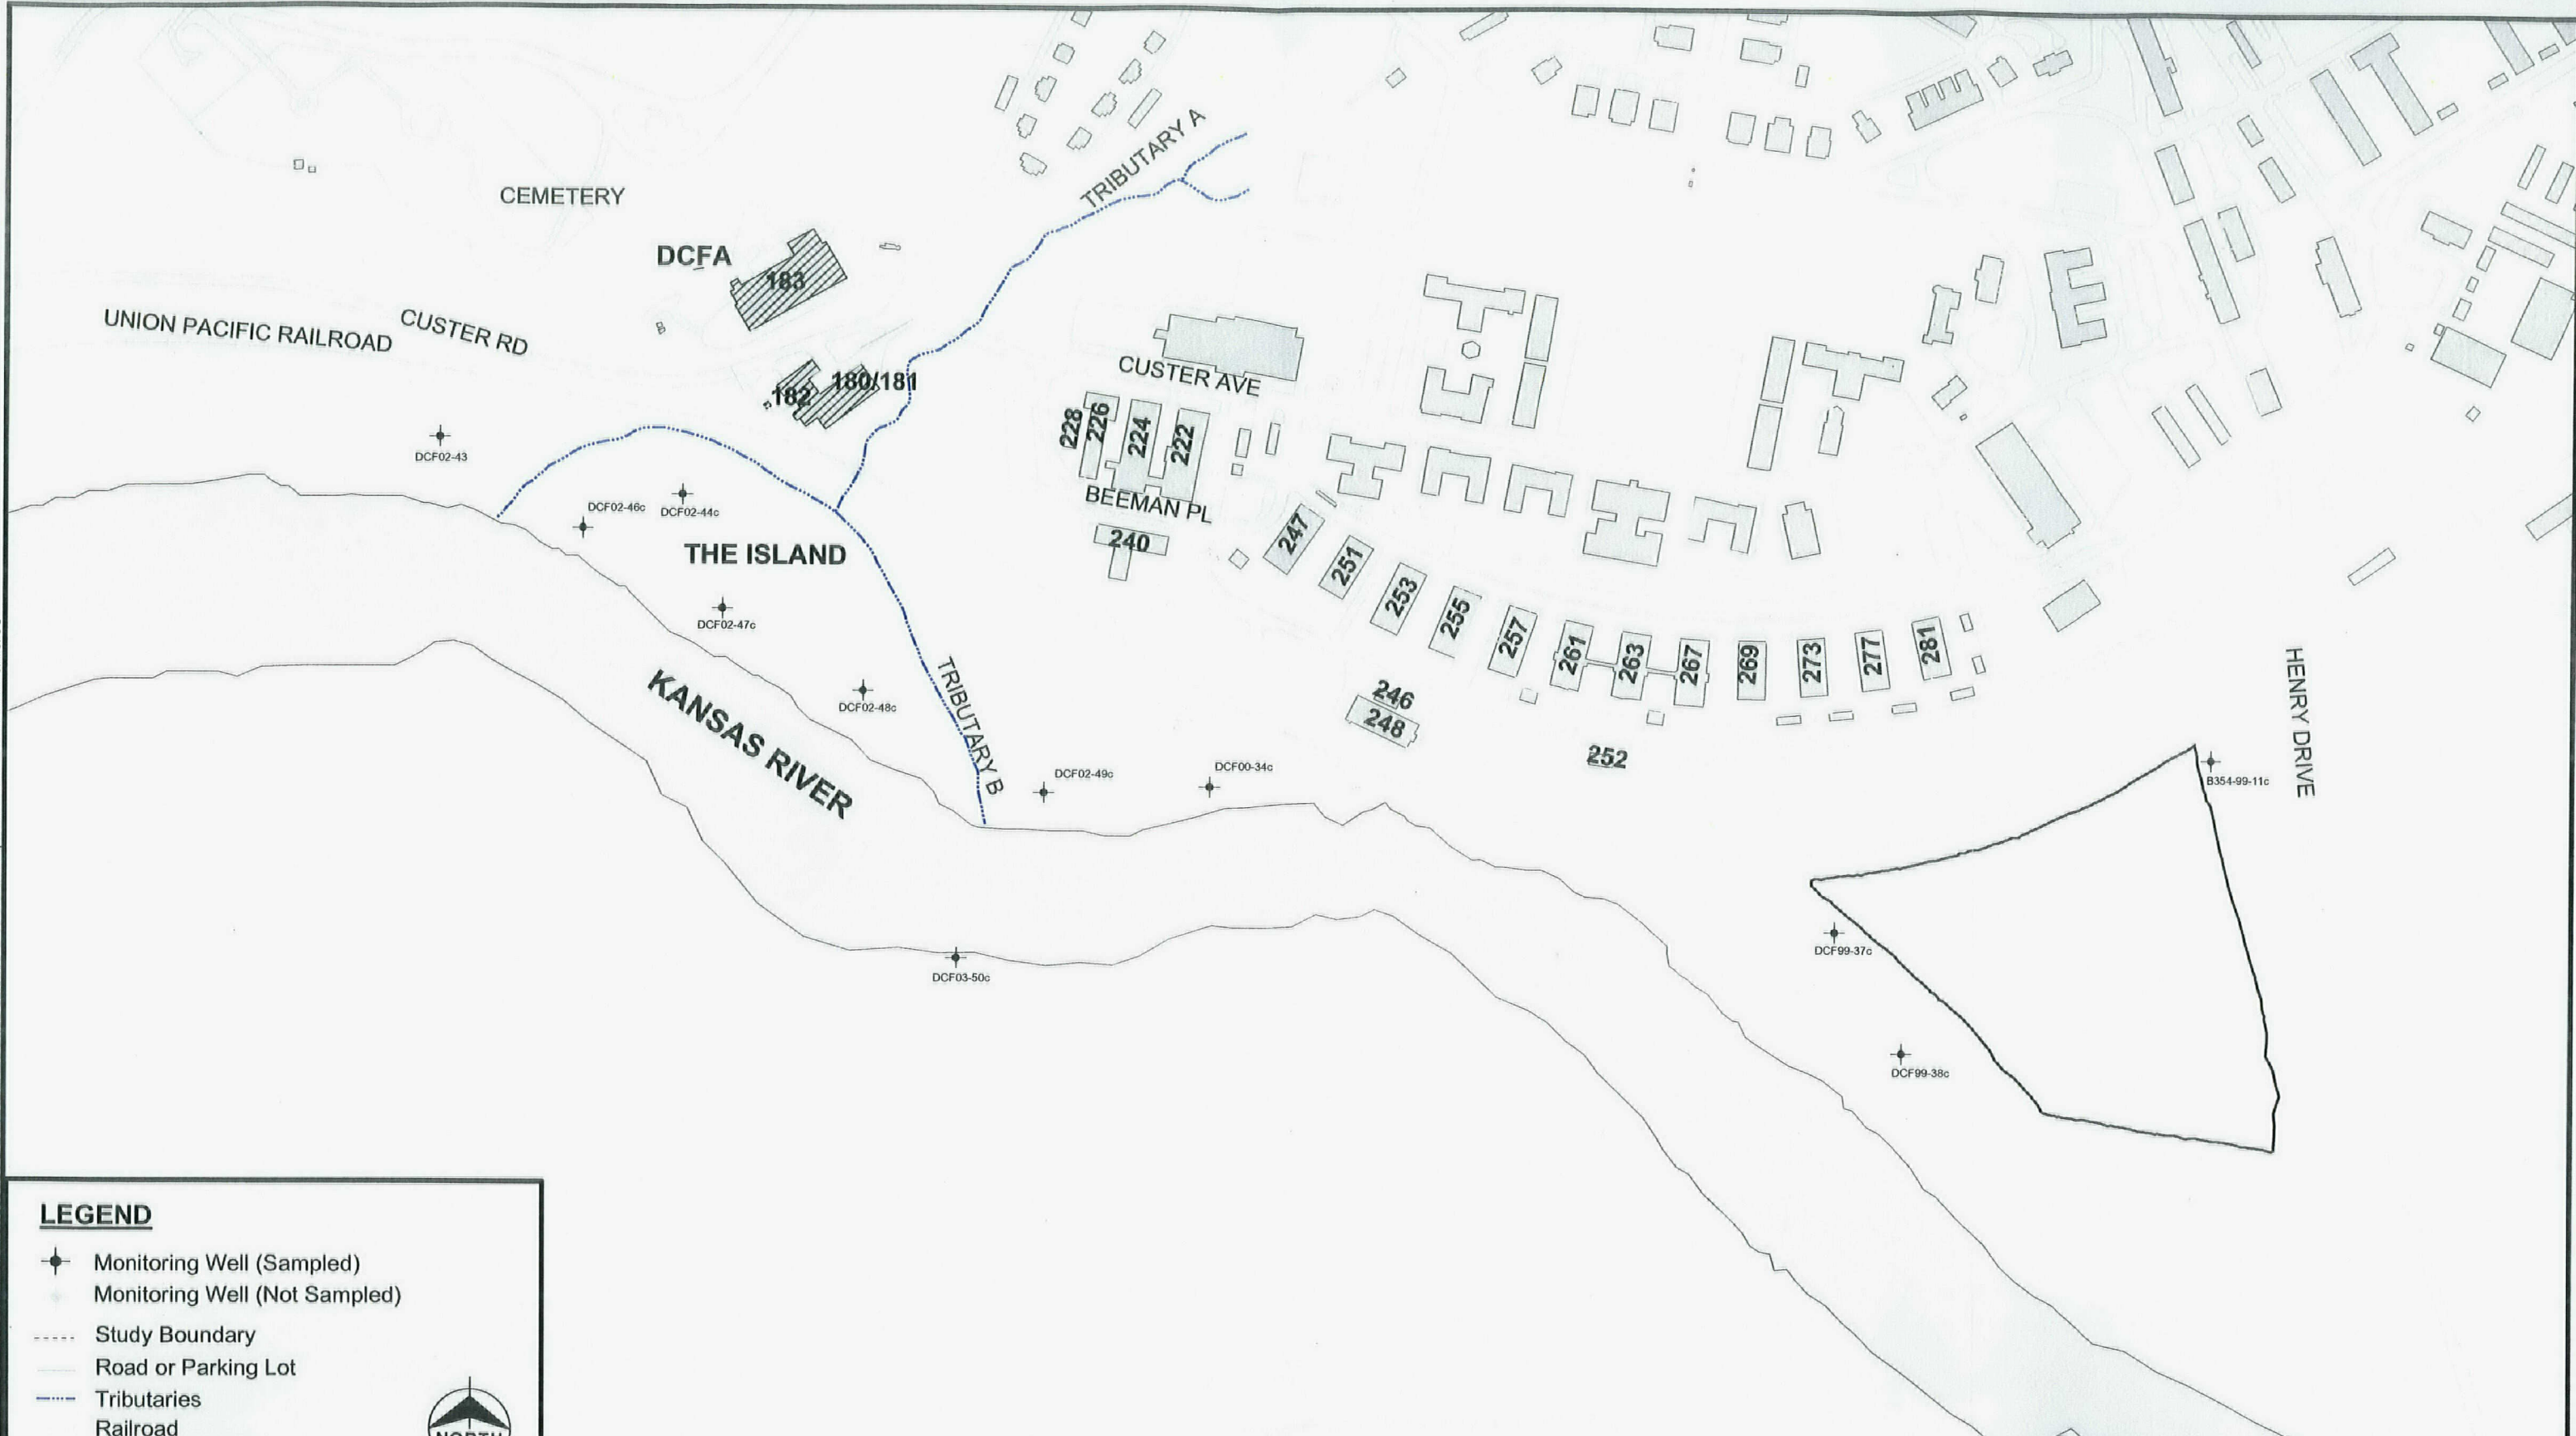 TRIBUTARY A
CEMETERY
DCFA
183
UNION PACIFIC RAILROAD
CUSTER RD
180/181
182
CUSTER AVE
228
226
224
222
DCF02-43
DCF02-46c
DCF02-44c
BEEMAN PL
THE ISLAND
240
247
251
253
255
257
261
263
267
269
273
277
281
DCF02-47c
HENRY DRIVE
KANSAS RIVER
DCF02-48c
TRIBUTARY B
246
248
252
DCF02-49c
DCF00-34c
B354-99-11c
DCF99-37c
DCF03-50c
DCF99-38c
LEGEND
Monitoring Well (Sampled)
Monitoring Well (Not Sampled)
Study Boundary
Road or Parking Lot
Tributaries
Railroad
NORTH